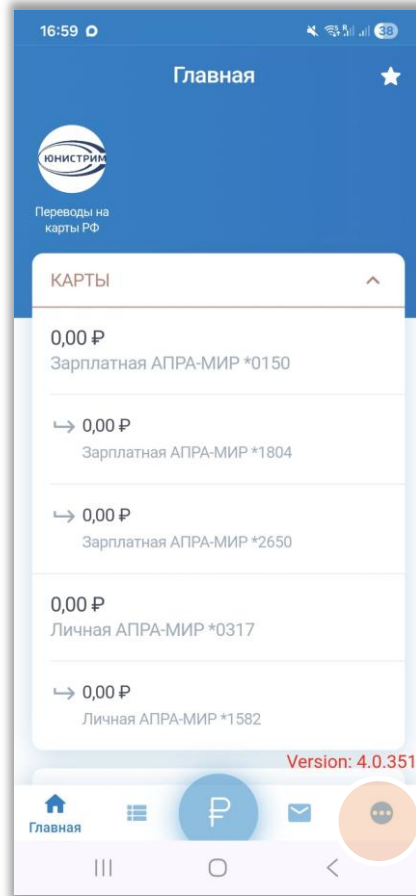 16:59
38
Главная
ЮНИСТРИМ
Переводы на
карты РФ
КАРТЫ
0,00 ₽
Зарплатная АПРА-МИР *0150
0,00 ₽
Зарплатная АПРА-МИР *1804
0,00 ₽
Зарплатная АПРА-МИР *2650
0,00 ₽
Личная АПРА-МИР *0317
0,00 ₽
Личная АПРА-МИР *1582
Version: 4.0.351
₽
Главная